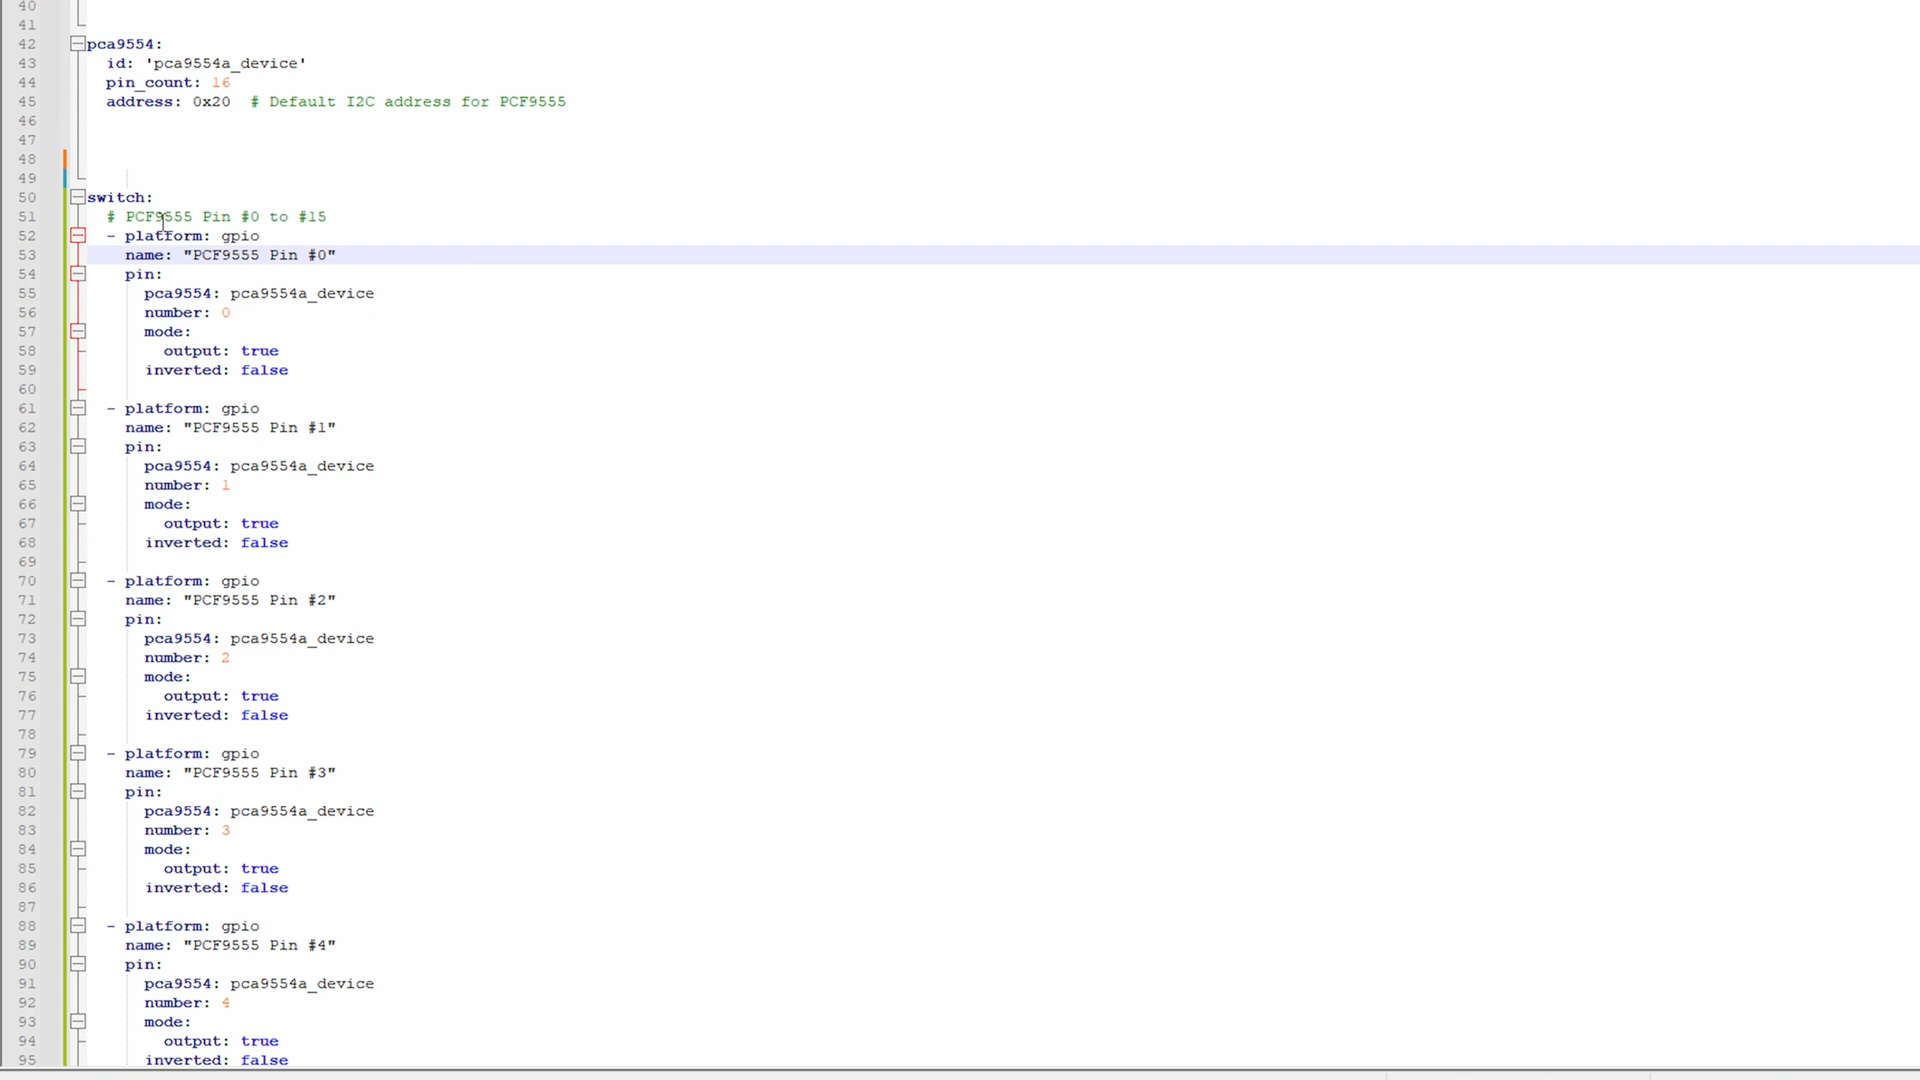 40
41
42 pca9554:
43 id: 'pca9554a_device'
44 pin_count: 16
45 address: 0x20 # Default I2C address for PCF9555
46
47
48
49
50 switch:
51 # PCF9555 Pin #0 to #15
52 - platform: gpio
53 name: "PCF9555 Pin #0"
54 pin:
55 pca9554: pca9554a_device
56 number: 0
57 mode:
58 output: true
59 inverted: false
60
61 - platform: gpio
62 name: "PCF9555 Pin #1"
63 pin:
64 pca9554: pca9554a_device
65 number: 1
66 mode:
67 output: true
68 inverted: false
69
70 - platform: gpio
71 name: "PCF9555 Pin #2"
72 pin:
73 pca9554: pca9554a_device
74 number: 2
75 mode:
76 output: true
77 inverted: false
78
79 - platform: gpio
80 name: "PCF9555 Pin #3"
81 pin:
82 pca9554: pca9554a_device
83 number: 3
84 mode:
85 output: true
86 inverted: false
87
88 - platform: gpio
89 name: "PCF9555 Pin #4"
90 pin:
91 pca9554: pca9554a_device
92 number: 4
93 mode:
94 output: true
95 inverted: false